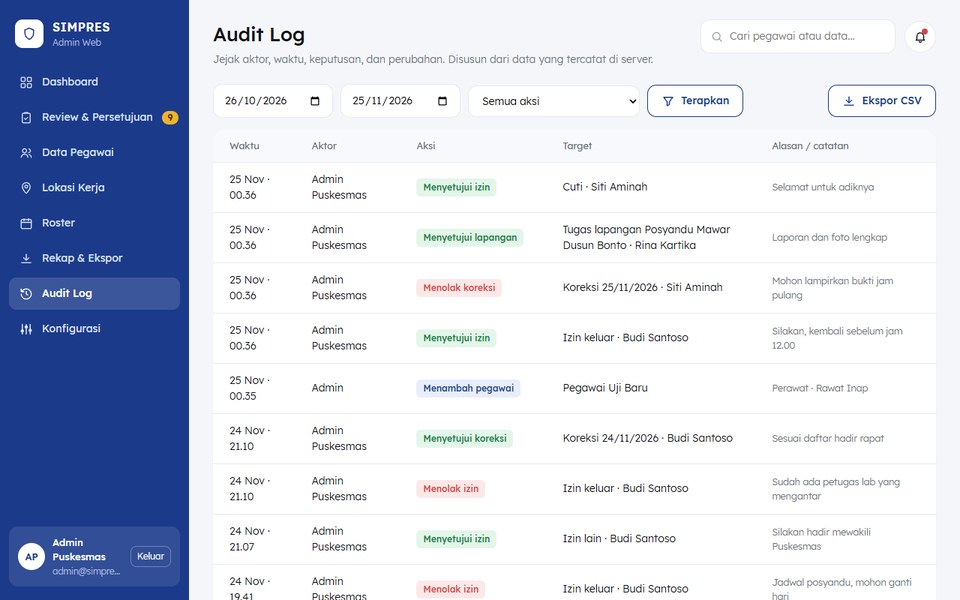 SIMPRES
Admin Web
Dashboard
Review & Persetujuan 9
Data Pegawai
Lokasi Kerja
Roster
Rekap & Ekspor
Audit Log
Konfigurasi
AP
Admin
Puskesmas
admin@simpre...
Keluar
Audit Log
Jejak aktor, waktu, keputusan, dan perubahan. Disusun dari data yang tercatat di server.
Cari pegawai atau data...
26/10/2026
25/11/2026
Semua aksi
Terapkan
Ekspor CSV
Waktu Aktor Aksi Target Alasan / catatan
25 Nov ·
00.36
Admin
Puskesmas
Menyetujui izin
Cuti · Siti Aminah
Selamat untuk adiknya
25 Nov ·
00.36
Admin
Puskesmas
Menyetujui lapangan
Tugas lapangan Posyandu Mawar
Dusun Bonto · Rina Kartika
Laporan dan foto lengkap
25 Nov ·
00.36
Admin
Puskesmas
Menolak koreksi
Koreksi 25/11/2026 · Siti Aminah
Mohon lampirkan bukti jam
pulang
25 Nov ·
00.36
Admin
Puskesmas
Menyetujui izin
Izin keluar · Budi Santoso
Silakan, kembali sebelum jam
12.00
25 Nov ·
00.35
Admin
Menambah pegawai
Pegawai Uji Baru
Perawat · Rawat Inap
24 Nov ·
21.10
Admin
Puskesmas
Menyetujui koreksi
Koreksi 24/11/2026 · Budi Santoso
Sesuai daftar hadir rapat
24 Nov ·
21.10
Admin
Puskesmas
Menolak izin
Izin keluar · Budi Santoso
Sudah ada petugas lab yang
mengantar
24 Nov ·
21.07
Admin
Puskesmas
Menyetujui izin
Izin lain · Budi Santoso
Silakan hadir mewakili
Puskesmas
24 Nov ·
19.41
Admin
Puskesmas
Menolak izin
Izin keluar · Budi Santoso
Jadwal posyandu, mohon ganti
hari